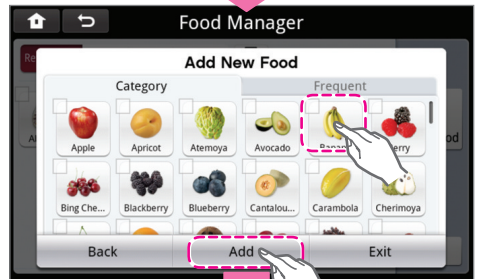 Food Manager
Add New Food
Category Frequent
Apple Apricot Atemoya Avocado
Bing Che... Blackberry Blueberry Cantalou... Carambola Cherimoya
Back Add Exit